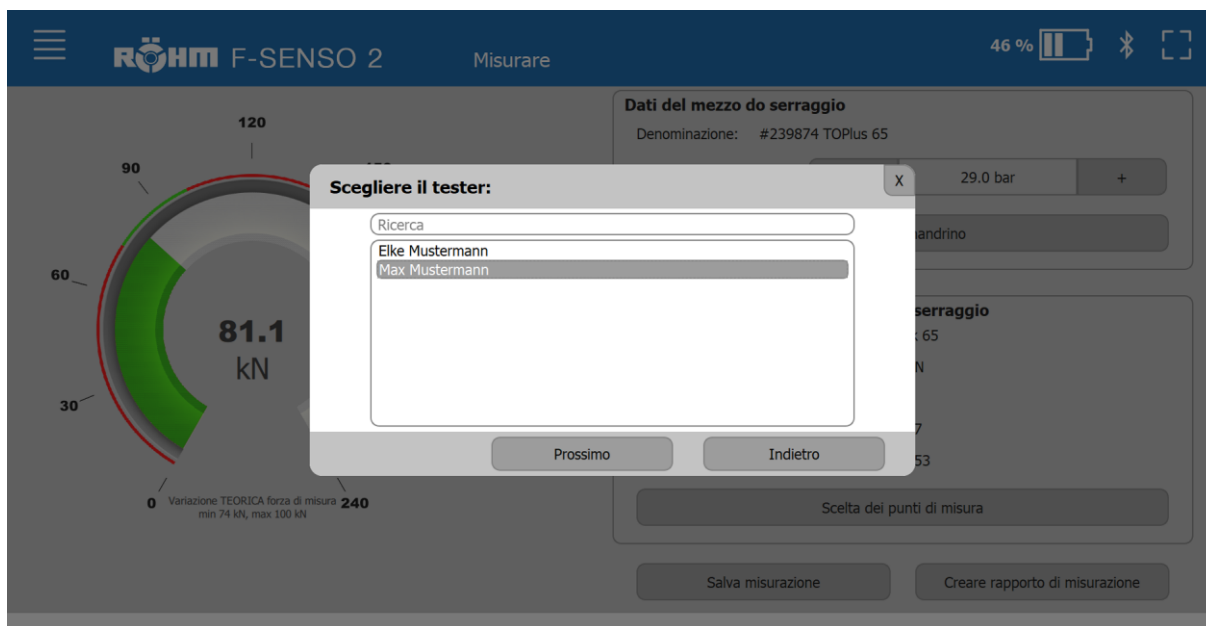 RÖHM F-SENSO 2
Misurare
46 %
120
90
60
30
0
240
81.1
kN
Variazione TEORICA forza di misura
min 74 kN, max 100 kN
Dati del mezzo do serraggio
Denominazione: #239874 TOPlus 65
29.0 bar
+
andrino
serraggio
65
N
7
53
Scelta dei punti di misura
Salva misurazione
Creare rapporto di misurazione
Scegliere il tester:
X
Ricerca
Elke Mustermann
Max Mustermann
Prossimo
Indietro